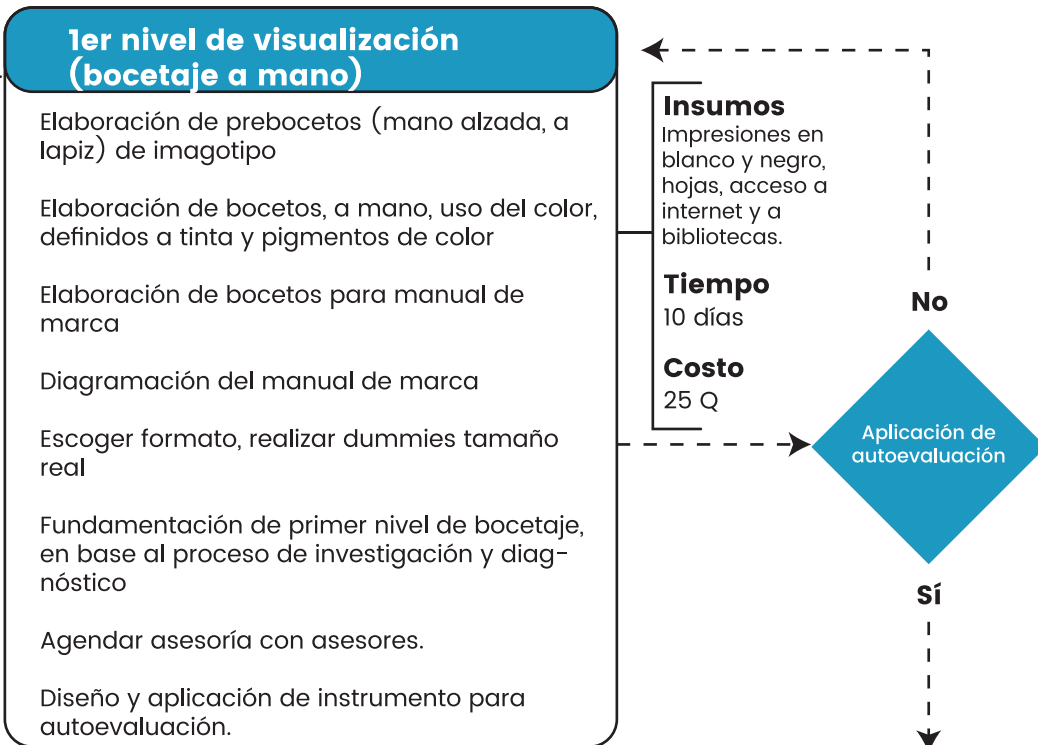 1er nivel de visualización
(bocetaje a mano)
Elaboración de prebocetos (mano alzada, a
lapiz) de imagotipo
Elaboración de bocetos, a mano, uso del color,
definidos a tinta y pigmentos de color
Elaboración de bocetos para manual de
marca
Diagramación del manual de marca
Escoger formato, realizar dummies tamaño
real
Fundamentación de primer nivel de bocetaje,
en base al proceso de investigación y diag-
nóstico
Agendar asesoría con asesores.
Diseño y aplicación de instrumento para
autoevaluación.
Insumos
Impresiones en
blanco y negro,
hojas, acceso a
internet y a
bibliotecas.
Tiempo
10 días
Costo
25 Q
No
Aplicación de
autoevaluación
Sí